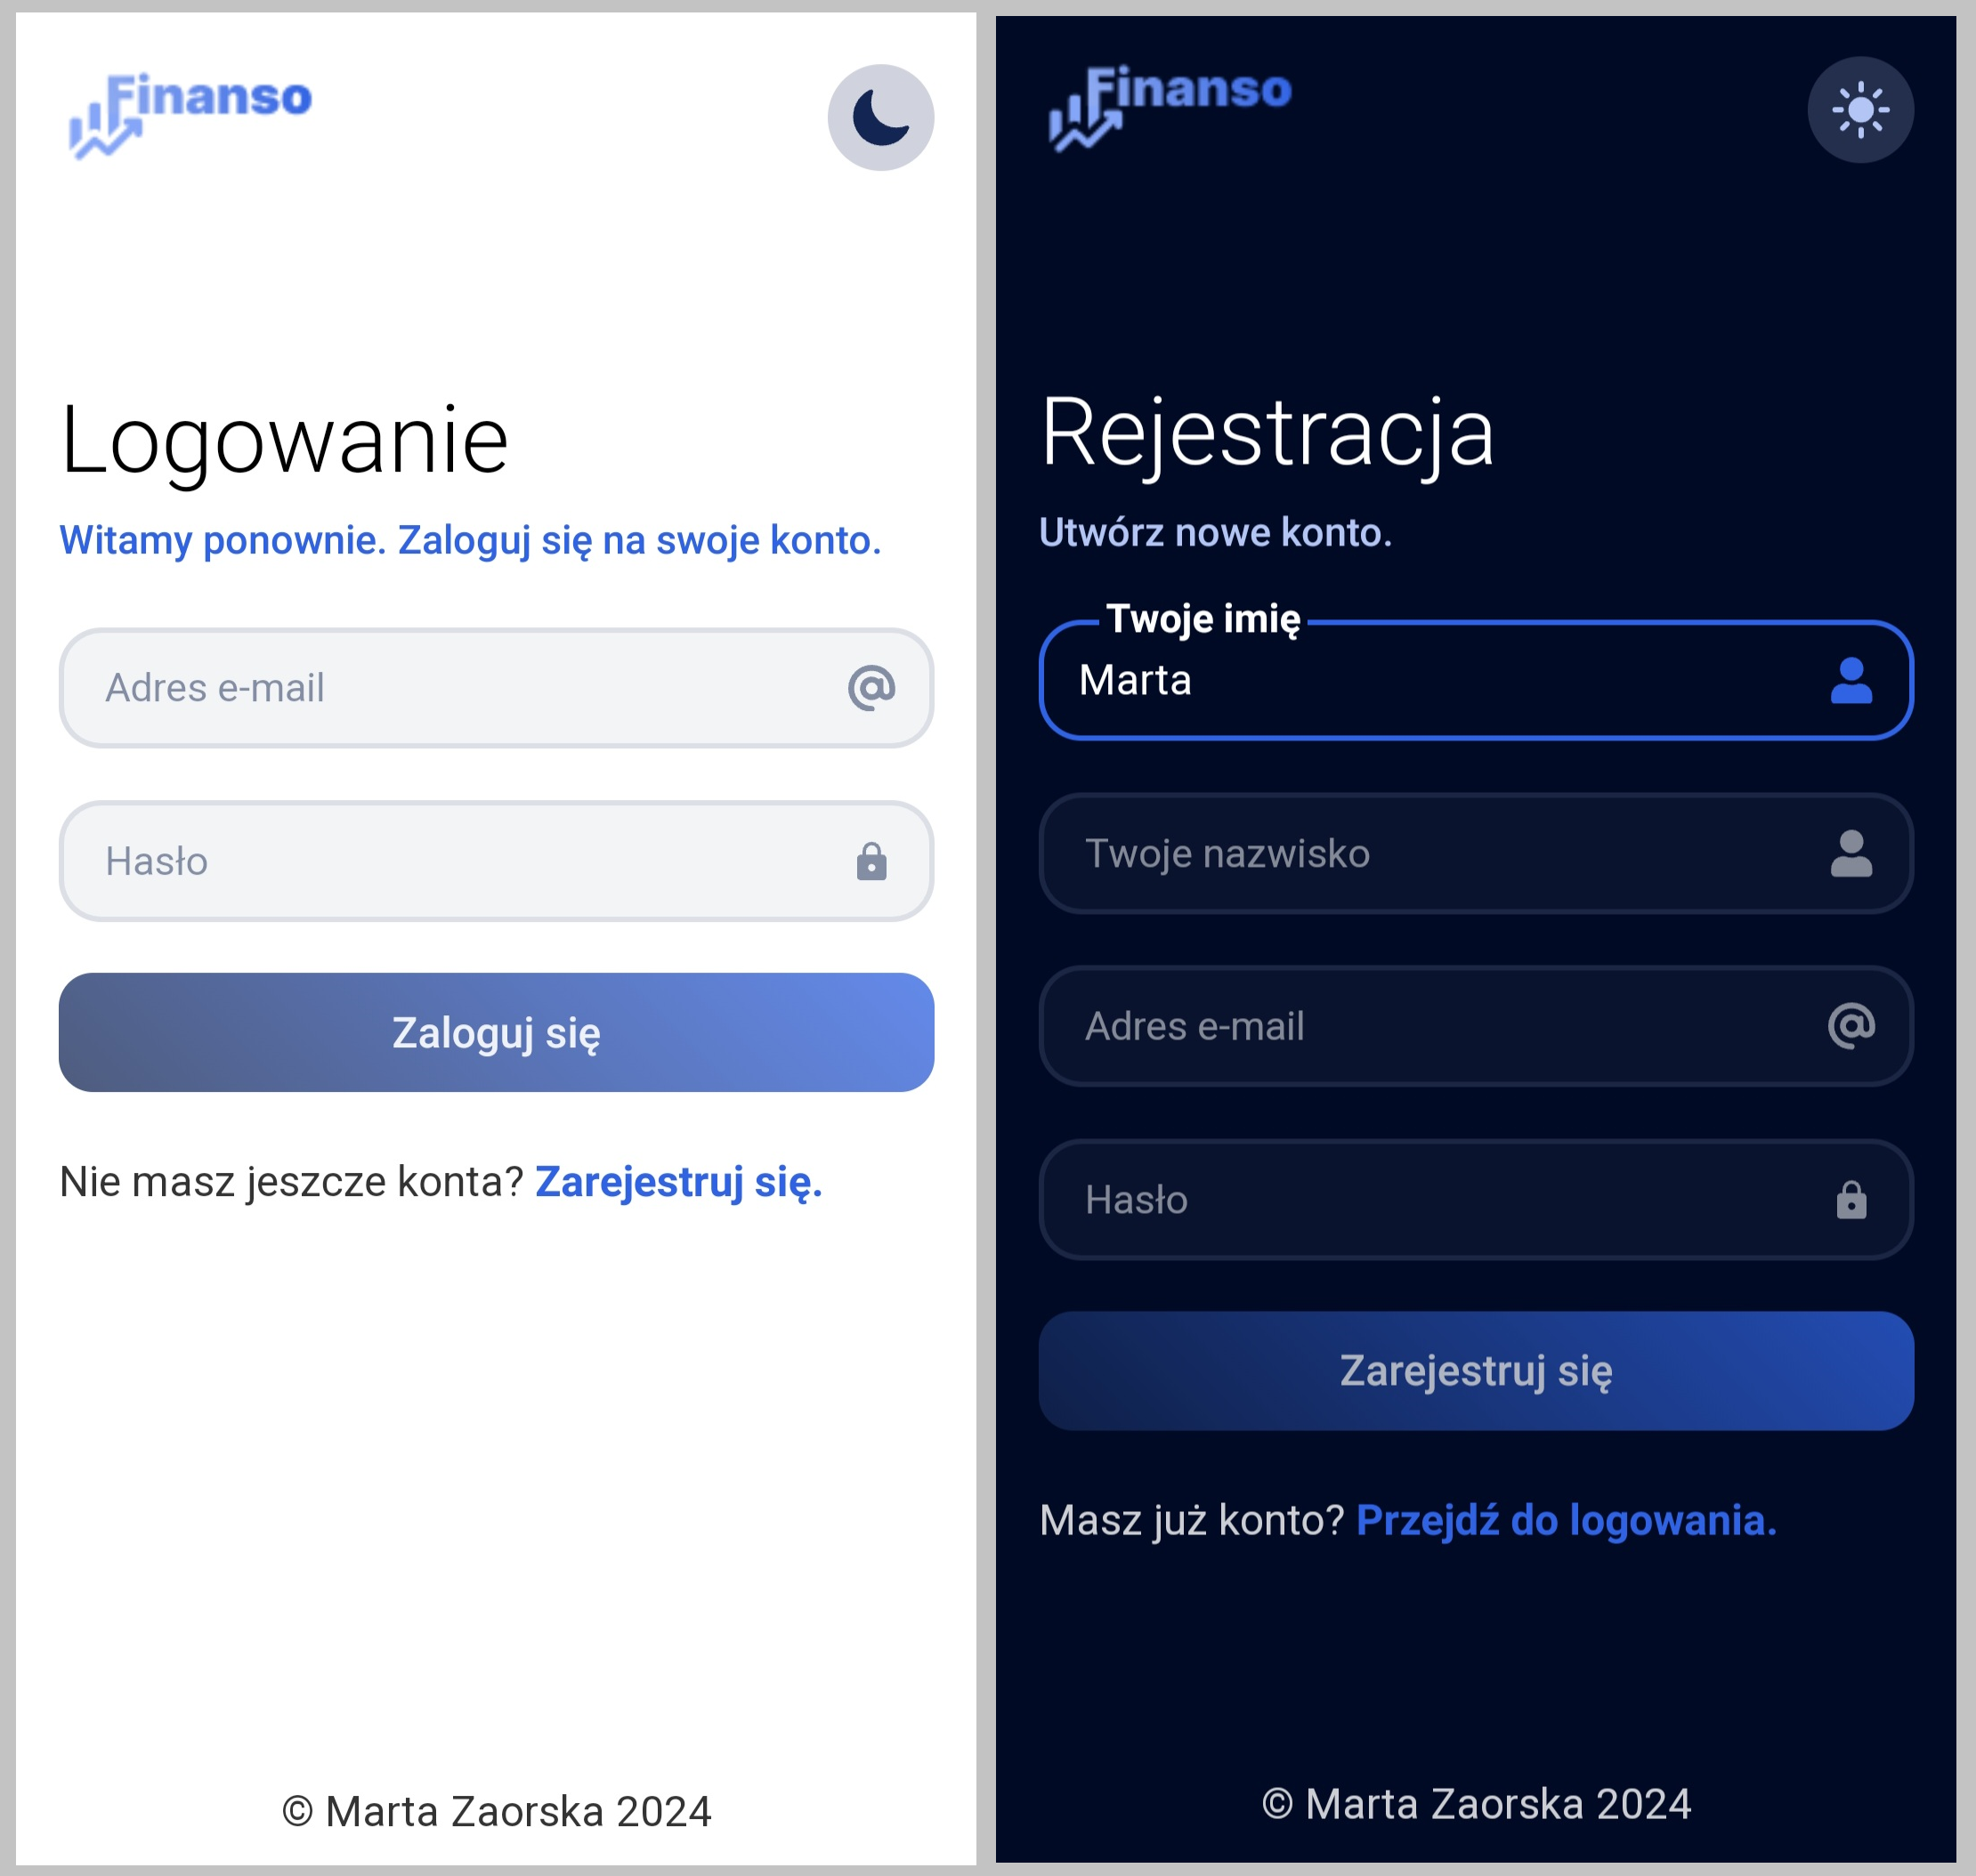 Finanso
Logowanie
Witamy ponownie. Zaloguj się na swoje konto.
Adres e-mail
Hasło
Zaloguj się
Nie masz jeszcze konta? Zarejestruj się.
© Marta Zaorska 2024
Finanso
Rejestracja
Utwórz nowe konto.
Twoje imię
Marta
Twoje nazwisko
Adres e-mail
Hasło
Zarejestruj się
Masz już konto? Przejdź do logowania.
© Marta Zaorska 2024